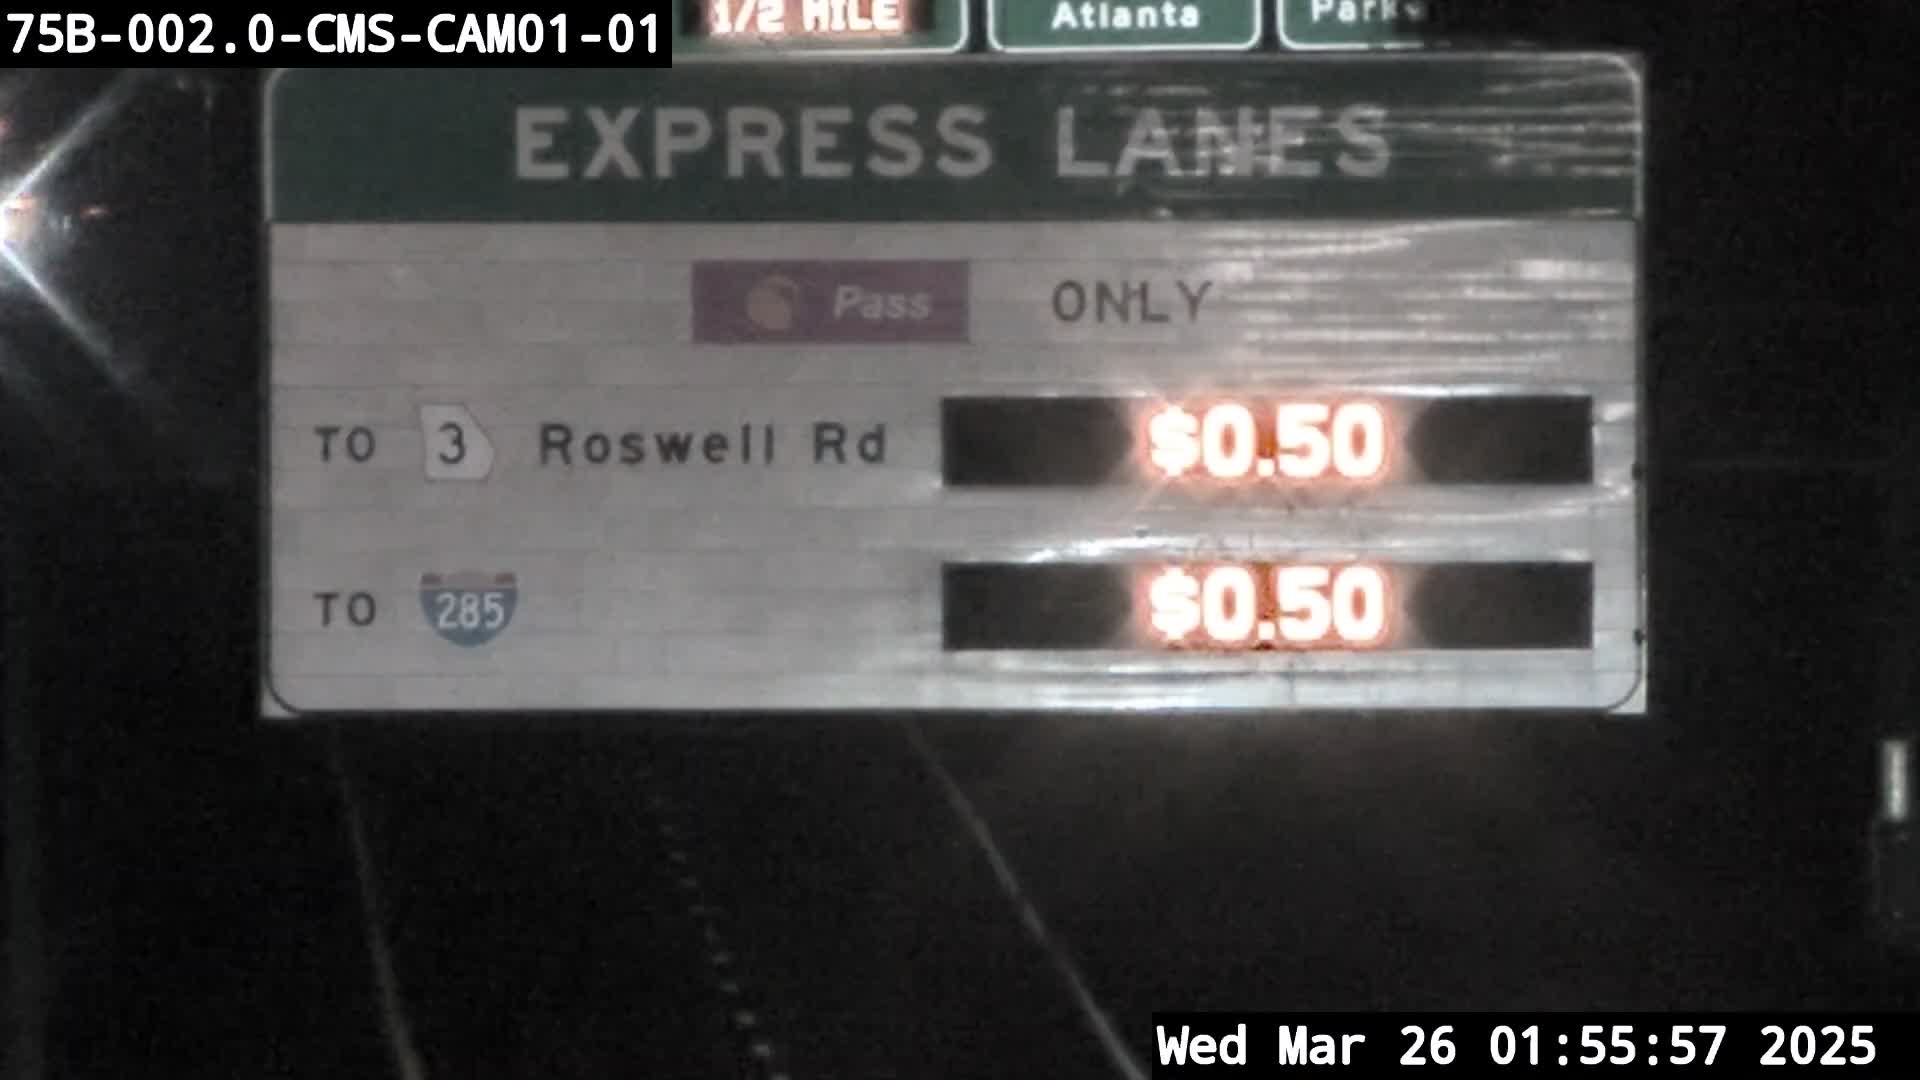 75B-002.0-CMS-CAM01-01
1/2 MILE
Atlanta
EXPRESS LANES
Pass ONLY
TO 3 Roswell Rd $0.50
TO 285 $0.50
Wed Mar 26 01:55:57 2025